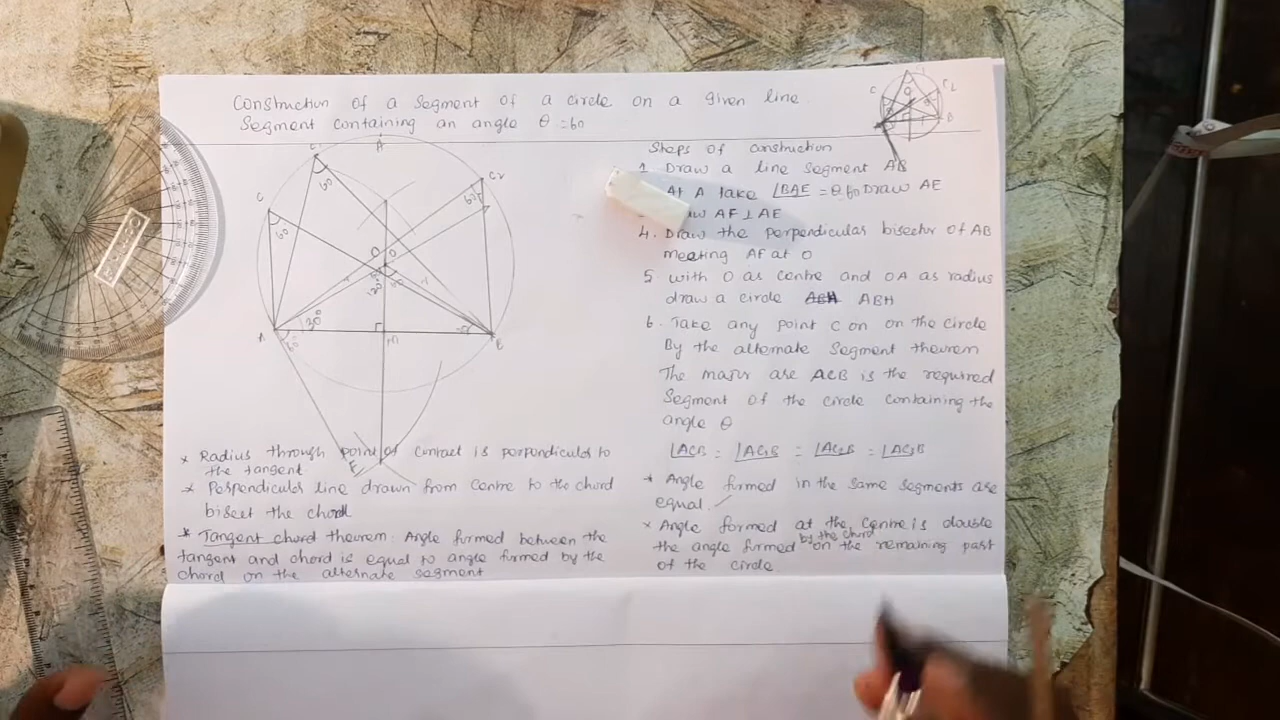 Construction of a segment of a circle on a given line
Segment containing an angle θ = 60
Steps of construction
1. Draw a line segment AB
At A take ∠BAE = θ 60 Draw AE
AF ⊥ AE
4. Draw the perpendicular bisector of AB
meeting AF at O
5 with O as centre and OA as radius
draw a circle ABH
6. Take any point C on on the circle
By the alternate segment theorem
The major arc ACB is the required
Segment of the circle containing the
angle θ
∠ACB = ∠AC1B = ∠AC2B = ∠AC3B
* Angle formed in the same segments are
equal.
* Angle formed at the centre is double
by the chord
the angle formed on the remaining part
of the circle.
* Radius through point of contact is perpendicular to
the tangent
* Perpendicular line drawn from centre to the chord
bisect the chord
* Tangent chord theorem: Angle formed between the
tangent and chord is equal to angle formed by the
chord on the alternate segment
C
A
C2
C
60
60
O
120
A
30°
60
M
B
E
C
B